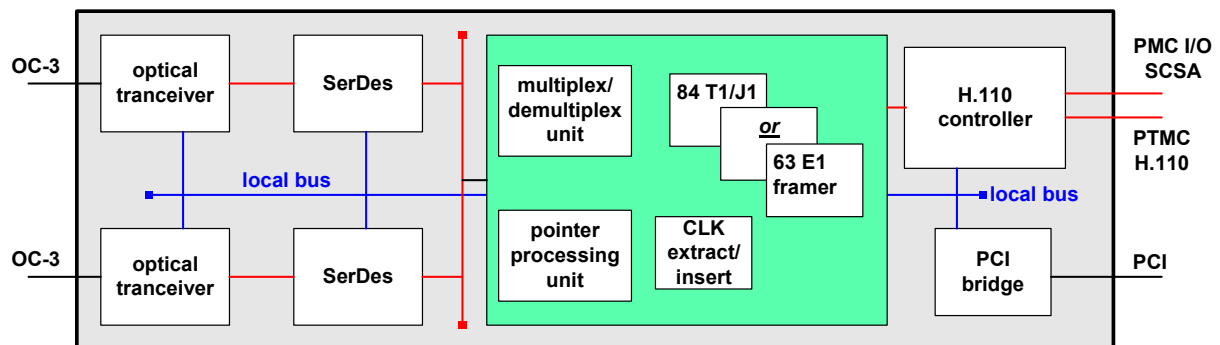 OC-3
optical
tranceiver
SerDes
multiplex/
demultiplex
unit
84 T1/J1
or
63 E1
framer
H.110
controller
PMC I/O
SCSA
PTMC
H.110
local bus
local bus
OC-3
optical
tranceiver
SerDes
pointer
processing
unit
CLK
extract/
insert
PCI
bridge
PCI